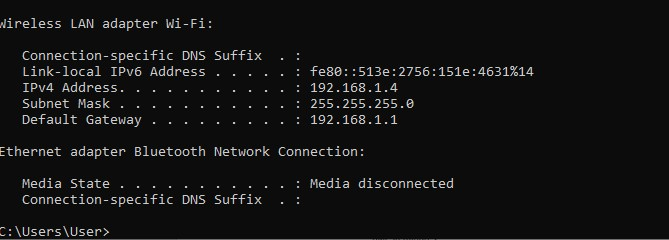 Wireless LAN adapter Wi-Fi:
Connection-specific DNS Suffix  . :
Link-local IPv6 Address . . . . . : fe80::513e:2756:151e:4631%14
IPv4 Address. . . . . . . . . . . : 192.168.1.4
Subnet Mask . . . . . . . . . . . : 255.255.255.0
Default Gateway . . . . . . . . . : 192.168.1.1
Ethernet adapter Bluetooth Network Connection:
Media State . . . . . . . . . . . : Media disconnected
Connection-specific DNS Suffix  . :
C:\Users\User>